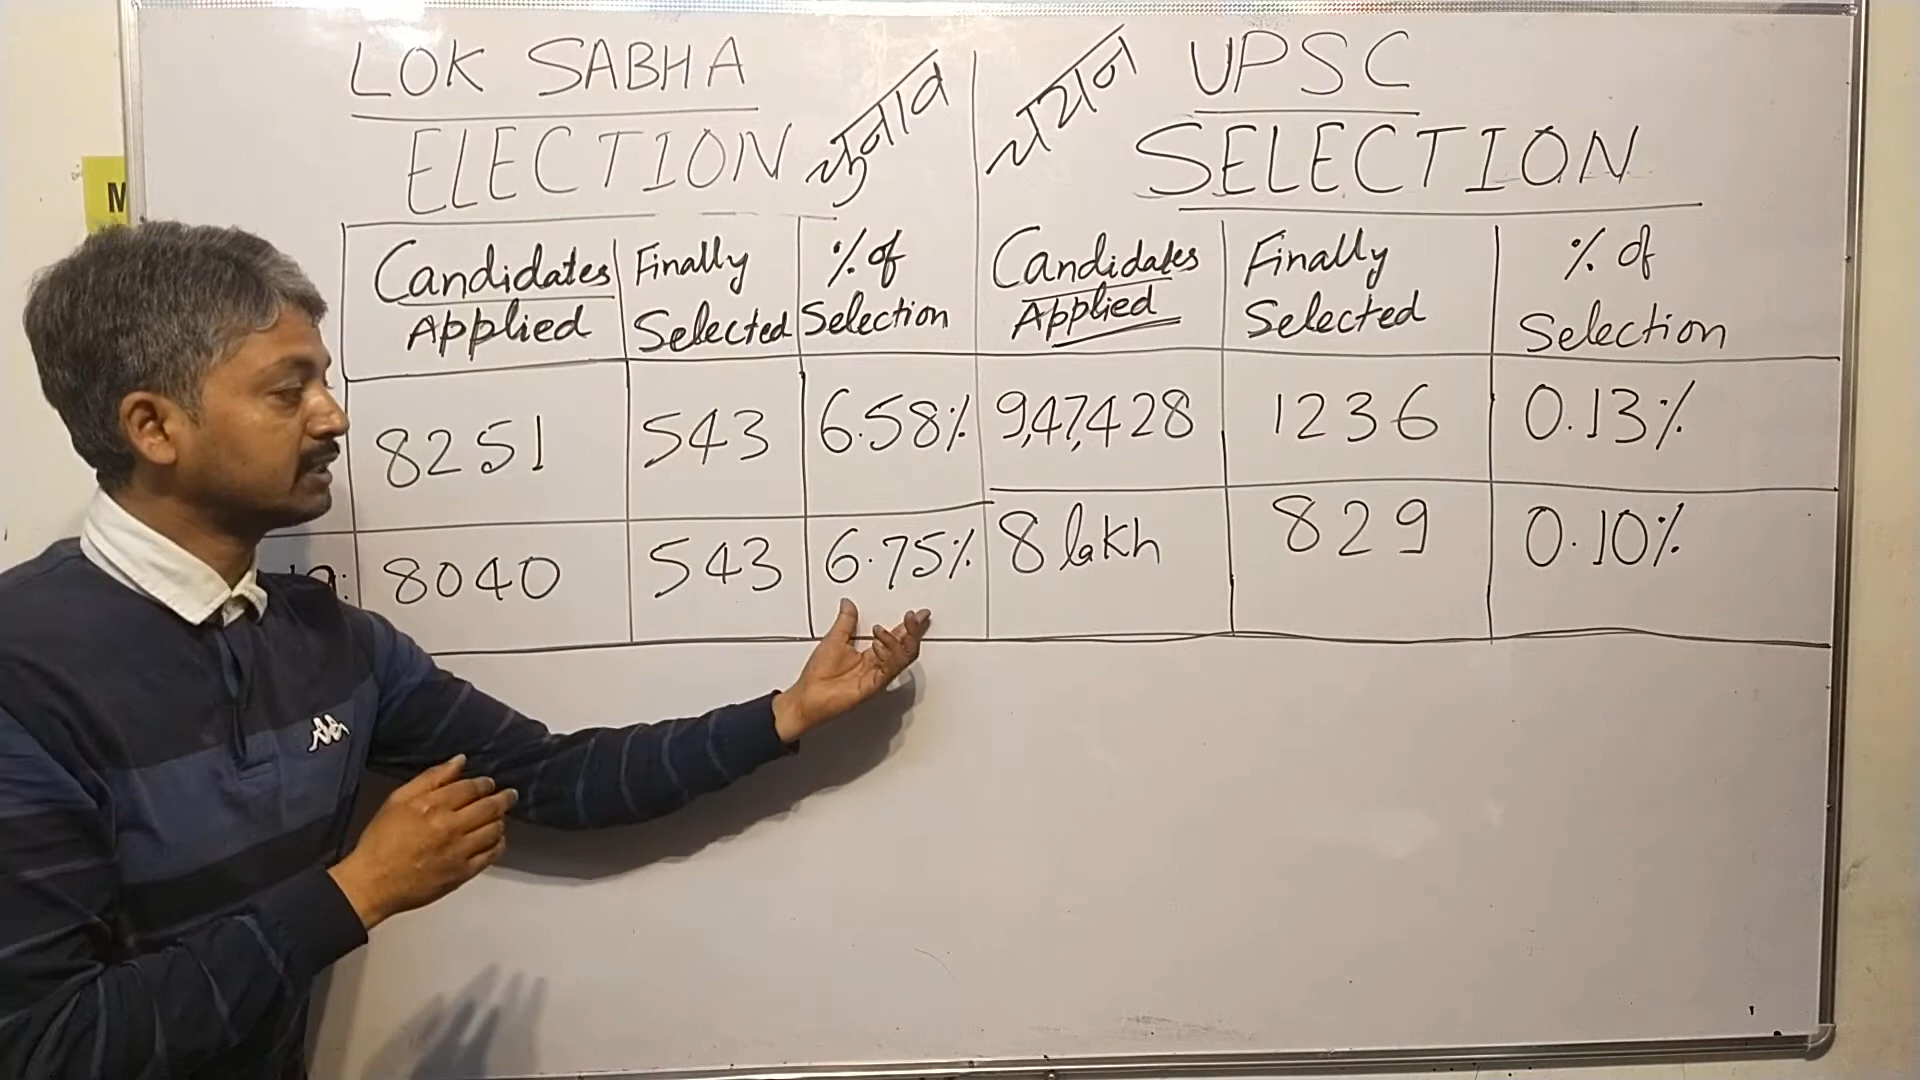 LOK SABHA
ELECTION चुनाव
चयन UPSC
SELECTION
M
Candidates Applied Finally Selected % of Selection Candidates Applied Finally Selected % of Selection
8251 543 6.58% 9,47,428 1236 0.13%
8040 543 6.75% 8 lakh 829 0.10%